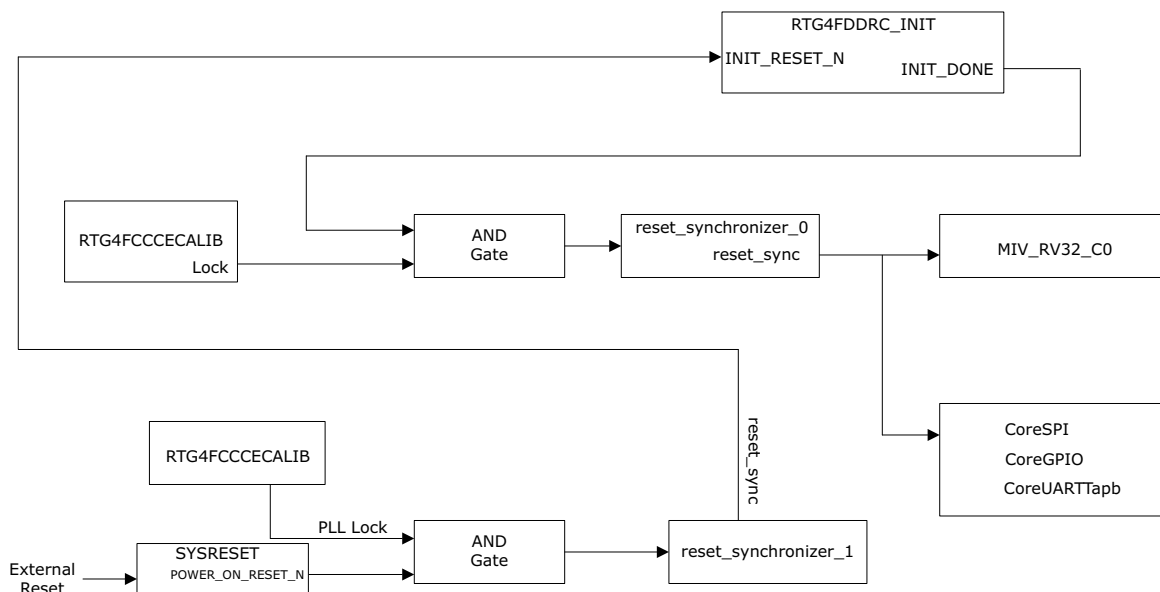 RTG4FDDRC_INIT
INIT_RESET_N
INIT_DONE
RTG4FCCCECALIB
Lock
AND
Gate
reset_synchronizer_0
reset_sync
MIV_RV32_C0
reset_sync
CoreSPI
CoreGPIO
CoreUARTTapb
RTG4FCCCECALIB
PLL Lock
AND
Gate
reset_synchronizer_1
SYSRESET
POWER_ON_RESET_N
External
Reset